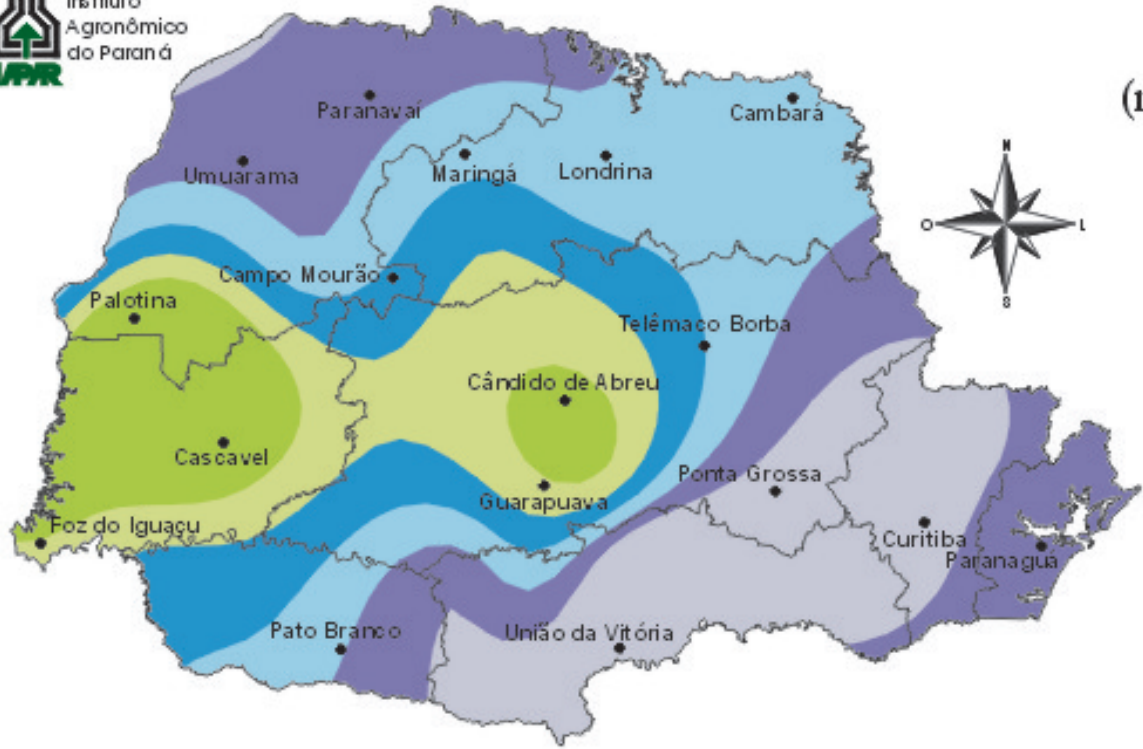 Agronômico
do Paraná
IAPAR
Paranavaí
Cambará
Umuarama
Maringá
Londrina
N
O
L
S
Campo Mourão
Palotina
Telêmaco Borba
Cândido de Abreu
Cascavel
Ponta Grossa
Guarapuava
Foz do Iguaçu
Curitiba
Paranaguá
Pato Branco
União da Vitória